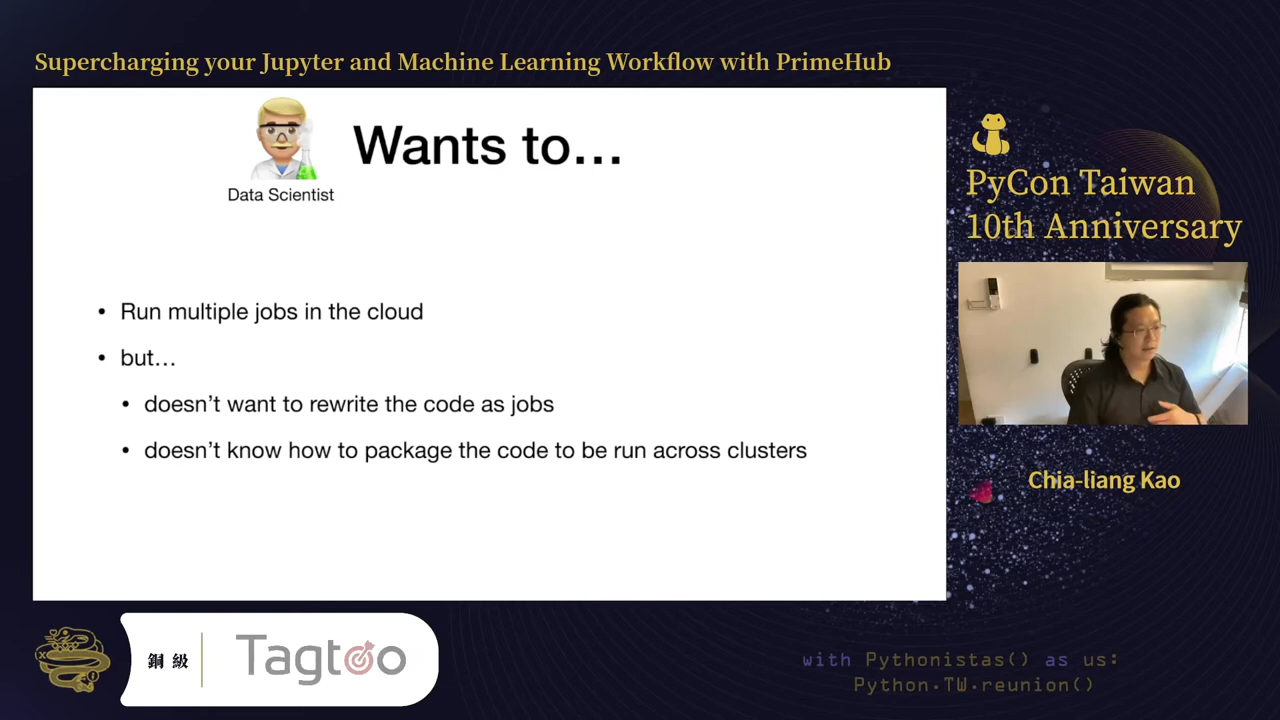 Supercharging your Jupyter and Machine Learning Workflow with PrimeHub
Wants to…
Data Scientist
• Run multiple jobs in the cloud
• but…
• doesn’t want to rewrite the code as jobs
• doesn’t know how to package the code to be run across clusters
PyCon Taiwan
10th Anniversary
Chia-liang Kao
銅級
Tagtoo
with Pythonistas() as us:
Python.TW.reunion()